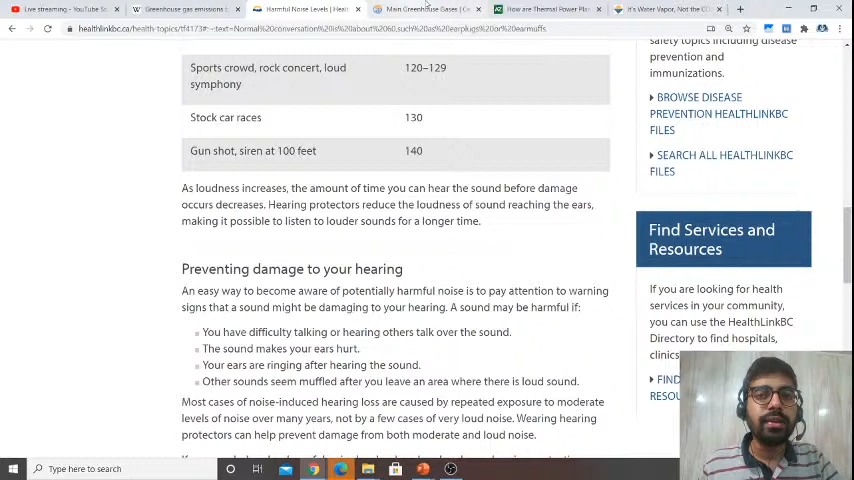 Live streaming - YouTube S
Greenhouse gas emissions
Harmful Noise Levels | Heal
Main Greenhouse Gases | Ce
How are Thermal Power Plan
It's Water Vapor, Not the CO
healthlinkbc.ca/health-topics/tf4173#:~:text=Normal%20conversation%20is%20about%2060,such%20as%20earplugs%20or%20earmuffs
Sports crowd, rock concert, loud symphony 120–129
Stock car races 130
Gun shot, siren at 100 feet 140
As loudness increases, the amount of time you can hear the sound before damage
occurs decreases. Hearing protectors reduce the loudness of sound reaching the ears,
making it possible to listen to louder sounds for a longer time.
Preventing damage to your hearing
An easy way to become aware of potentially harmful noise is to pay attention to warning
signs that a sound might be damaging to your hearing. A sound may be harmful if:
You have difficulty talking or hearing others talk over the sound.
The sound makes your ears hurt.
Your ears are ringing after hearing the sound.
Other sounds seem muffled after you leave an area where there is loud sound.
Most cases of noise-induced hearing loss are caused by repeated exposure to moderate
levels of noise over many years, not by a few cases of very loud noise. Wearing hearing
protectors can help prevent damage from both moderate and loud noise.
safety topics including disease
prevention and
immunizations.
BROWSE DISEASE
PREVENTION HEALTHLINKBC
FILES
SEARCH ALL HEALTHLINKBC
FILES
Find Services and
Resources
If you are looking for health
services in your community,
you can use the HealthLinkBC
Directory to find hospitals,
clinics
FIND
RESOU
Type here to search